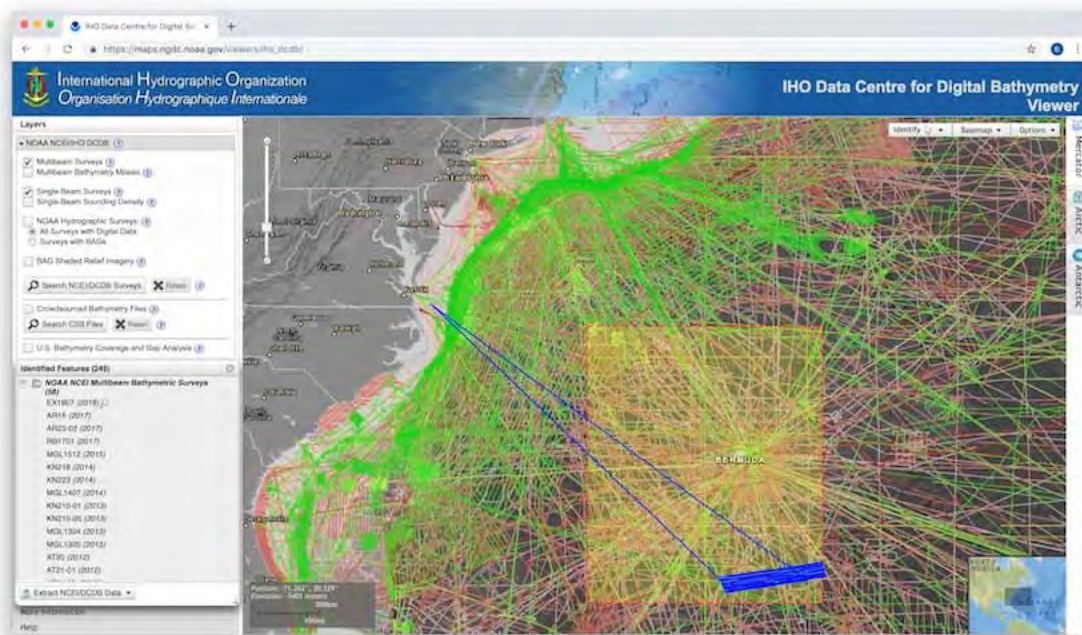 IHO Data Centre for Digital Ba
https://maps.ngdc.noaa.gov/viewers/iho_dcdb/
International Hydrographic Organization
Organisation Hydrographique Internationale
IHO Data Centre for Digital Bathymetry
Viewer
Layers
NOAA NCEI/IHO DCDB
Multibeam Surveys
Multibeam Bathymetry Mosaic
Single-Beam Surveys
Single-Beam Sounding Density
NOAA Hydrographic Surveys:
All Surveys with Digital Data
Surveys with BAGs
BAG Shaded Relief Imagery
Search NCEI/DCDB Surveys Reset
Crowdsourced Bathymetry Files
Search CSB Files Reset
U.S. Bathymetry Coverage and Gap Analysis
Identified Features (249)
NOAA NCEI Multibeam Bathymetric Surveys
(58)
EX1807 (2018)
AR16 (2017)
AR23-02 (2017)
RB1701 (2017)
MGL1512 (2015)
KN218 (2014)
KN223 (2014)
MGL1407 (2014)
KN210-01 (2013)
KN210-05 (2013)
MGL1304 (2013)
MGL1305 (2013)
AT20 (2012)
AT21-01 (2012)
Extract NCEI/DCDB Data
More Information
Help
Identify
Basemap
Options
Mercator
Arctic
Antarctic
Virginia
Raleigh
Columbia
BERMUDA